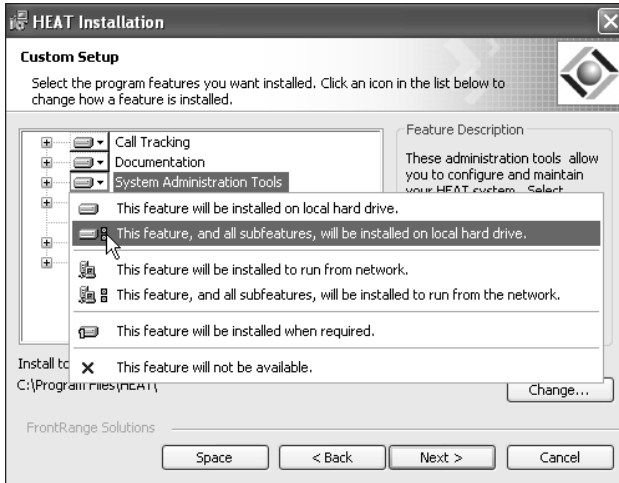 HEAT Installation
Custom Setup
Select the program features you want installed. Click an icon in the list below to
change how a feature is installed.
Feature Description
Call Tracking
Documentation
System Administration Tools
These administration tools allow
you to configure and maintain
your HEAT system. Select
This feature will be installed on local hard drive.
This feature, and all subfeatures, will be installed on local hard drive.
This feature will be installed to run from network.
This feature, and all subfeatures, will be installed to run from the network.
This feature will be installed when required.
This feature will not be available.
Install to
C:\Program Files\HEAT\
Change...
FrontRange Solutions
Space
< Back
Next >
Cancel